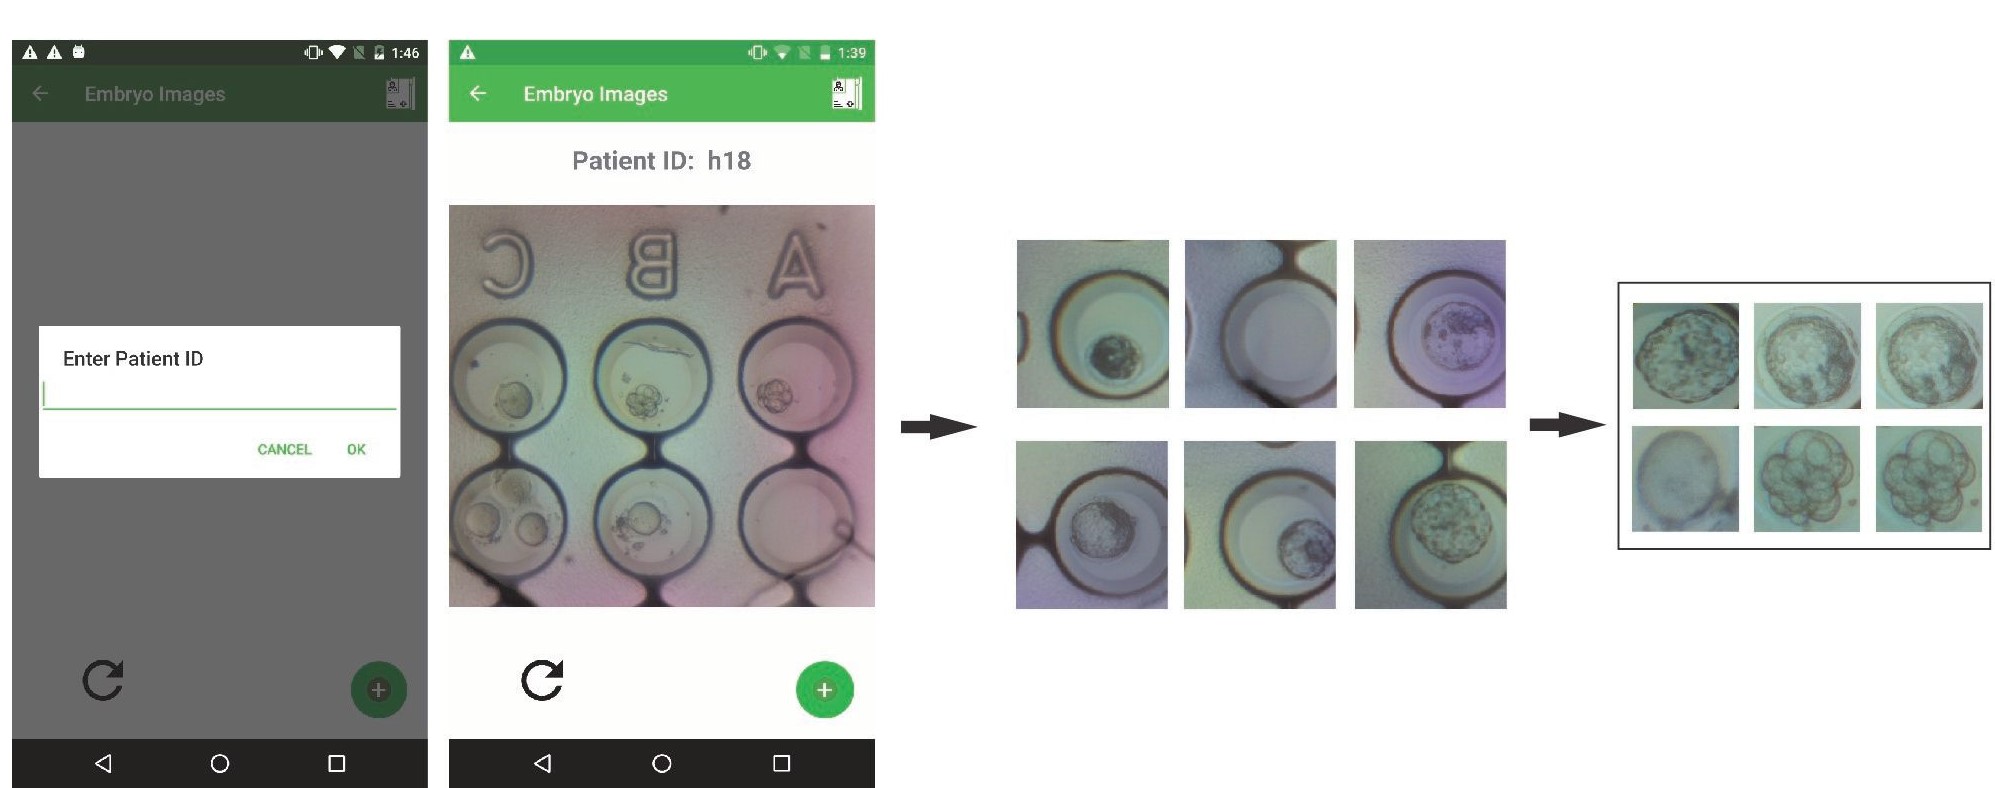 1:46
Embryo Images
Enter Patient ID
CANCEL OK
1:39
Embryo Images
Patient ID: h18
C B A